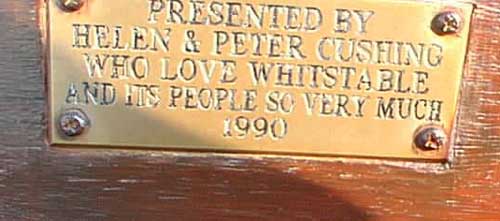 PRESENTED BY
HELEN & PETER CUSHING
WHO LOVE WHITSTABLE
AND ITS PEOPLE SO VERY MUCH
1990